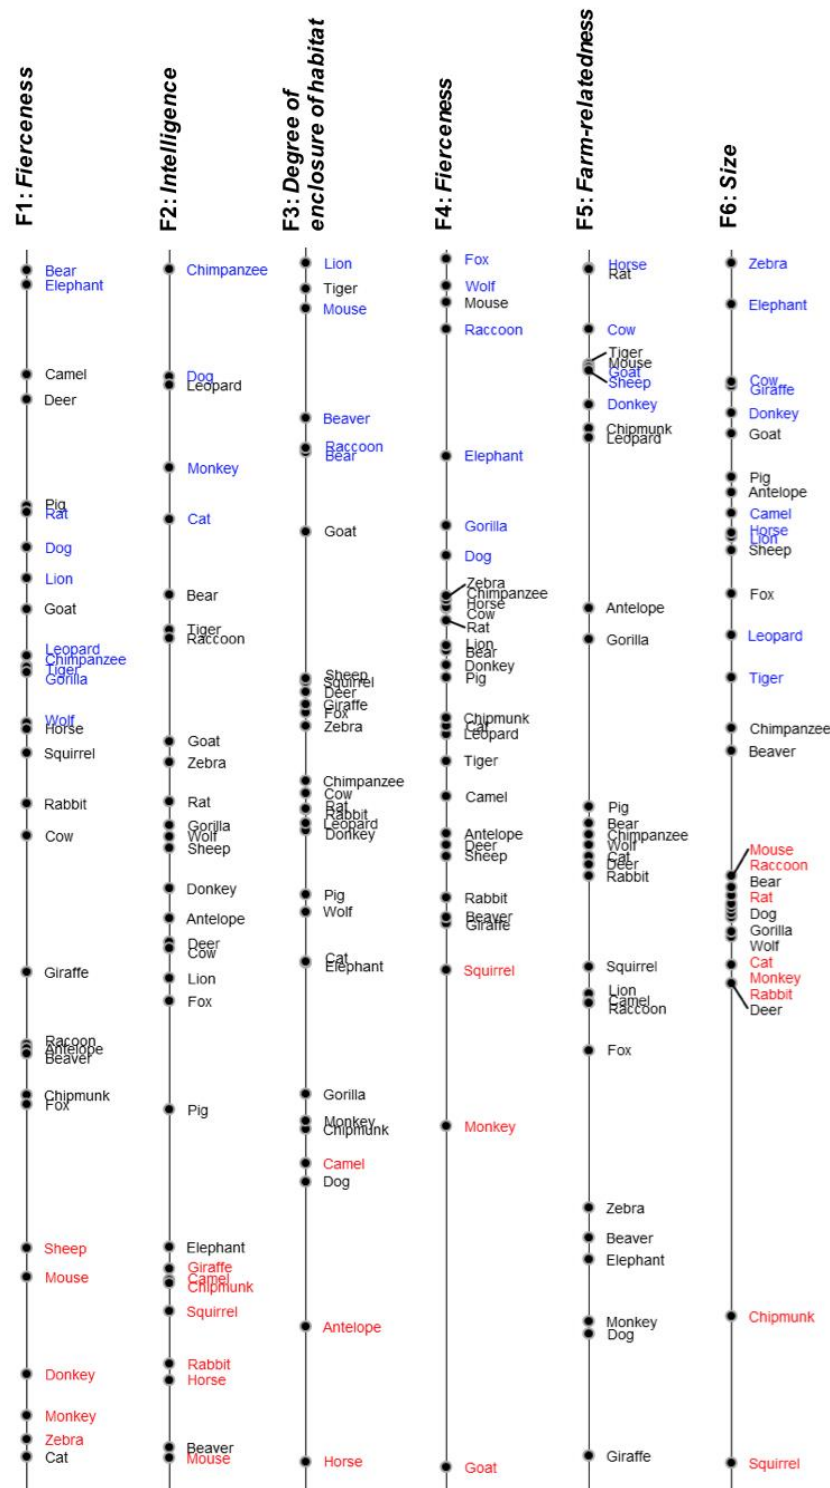 F1: Fierceness
Bear
Elephant
Camel
Deer
Pig
Rat
Dog
Lion
Goat
Leopard
Chimpanzee
Tiger
Gorilla
Wolf
Horse
Squirrel
Rabbit
Cow
Giraffe
Racoon
Antelope
Beaver
Chipmunk
Fox
Sheep
Mouse
Donkey
Monkey
Zebra
Cat
F2: Intelligence
Chimpanzee
Dog
Leopard
Monkey
Cat
Bear
Tiger
Raccoon
Goat
Zebra
Rat
Gorilla
Wolf
Sheep
Donkey
Antelope
Deer
Cow
Lion
Fox
Pig
Elephant
Giraffe
Camel
Chipmunk
Squirrel
Rabbit
Horse
Beaver
Mouse
F3: Degree of
enclosure of habitat
Lion
Tiger
Mouse
Beaver
Raccoon
Bear
Goat
Sheep
Squirrel
Deer
Giraffe
Fox
Zebra
Chimpanzee
Cow
Rat
Rabbit
Leopard
Donkey
Pig
Wolf
Cat
Elephant
Gorilla
Monkey
Chipmunk
Camel
Dog
Antelope
Horse
F4: Fierceness
Fox
Wolf
Mouse
Raccoon
Elephant
Gorilla
Dog
Zebra
Chimpanzee
Horse
Cow
Rat
Lion
Bear
Donkey
Pig
Chipmunk
Cat
Leopard
Tiger
Camel
Antelope
Deer
Sheep
Rabbit
Beaver
Giraffe
Squirrel
Monkey
Goat
F5: Farm-relatedness
Horse
Rat
Cow
Tiger
Mouse
Goat
Sheep
Donkey
Chipmunk
Leopard
Antelope
Gorilla
Pig
Bear
Chimpanzee
Wolf
Cat
Deer
Rabbit
Squirrel
Lion
Camel
Raccoon
Fox
Zebra
Beaver
Elephant
Monkey
Dog
Giraffe
F6: Size
Zebra
Elephant
Cow
Giraffe
Donkey
Goat
Pig
Antelope
Camel
Horse
Lion
Sheep
Fox
Leopard
Tiger
Chimpanzee
Beaver
Mouse
Raccoon
Bear
Rat
Dog
Gorilla
Wolf
Cat
Monkey
Rabbit
Deer
Chipmunk
Squirrel